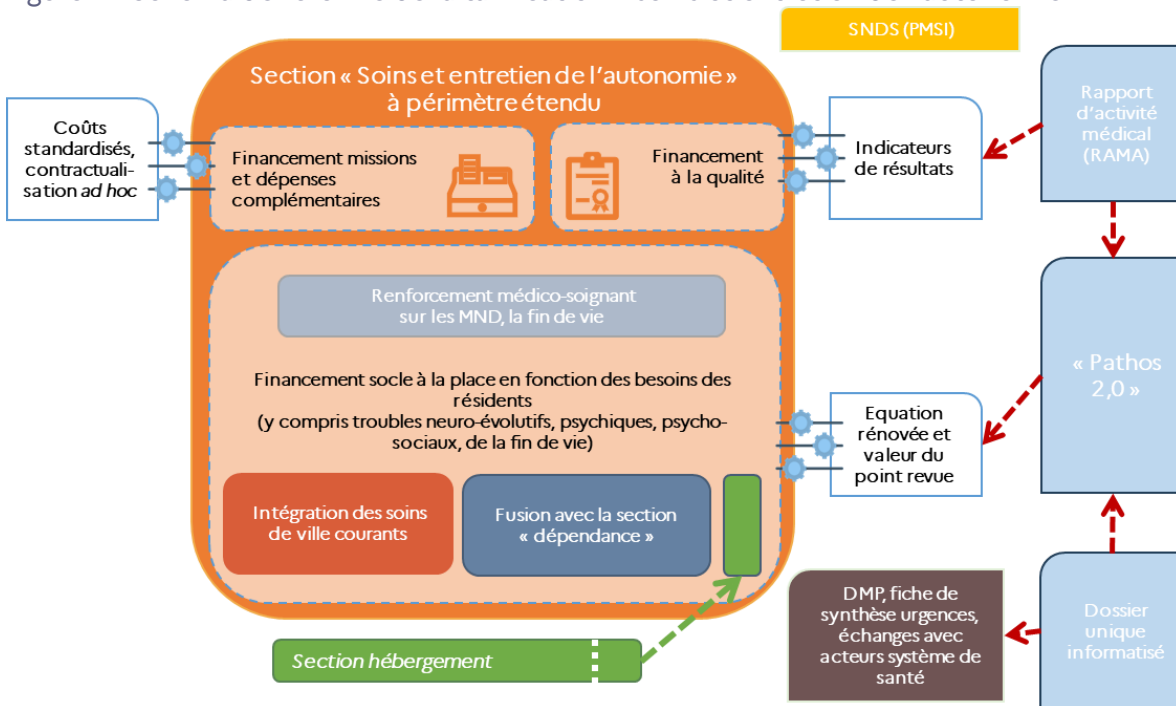 SNDS (PMSI)
Section « Soins et entretien de l'autonomie »
à périmètre étendu
Coûts
standardisés,
contractuali-
sation ad hoc
Financement missions
et dépenses
complémentaires
Financement
à la qualité
Indicateurs
de résultats
Rapport
d'activité
médical
(RAMA)
Renforcement médico-soignant
sur les MND, la fin de vie
Financement socle à la place en fonction des besoins des
résidents
(y compris troubles neuro-évolutifs, psychiques, psycho-
sociaux, de la fin de vie)
Equation
rénovée et
valeur du
point revue
« Pathos
2,0 »
Intégration des soins
de ville courants
Fusion avec la section
« dépendance »
DMP, fiche de
synthèse urgences,
échanges avec
acteurs système de
santé
Dossier
unique
informatisé
Section hébergement